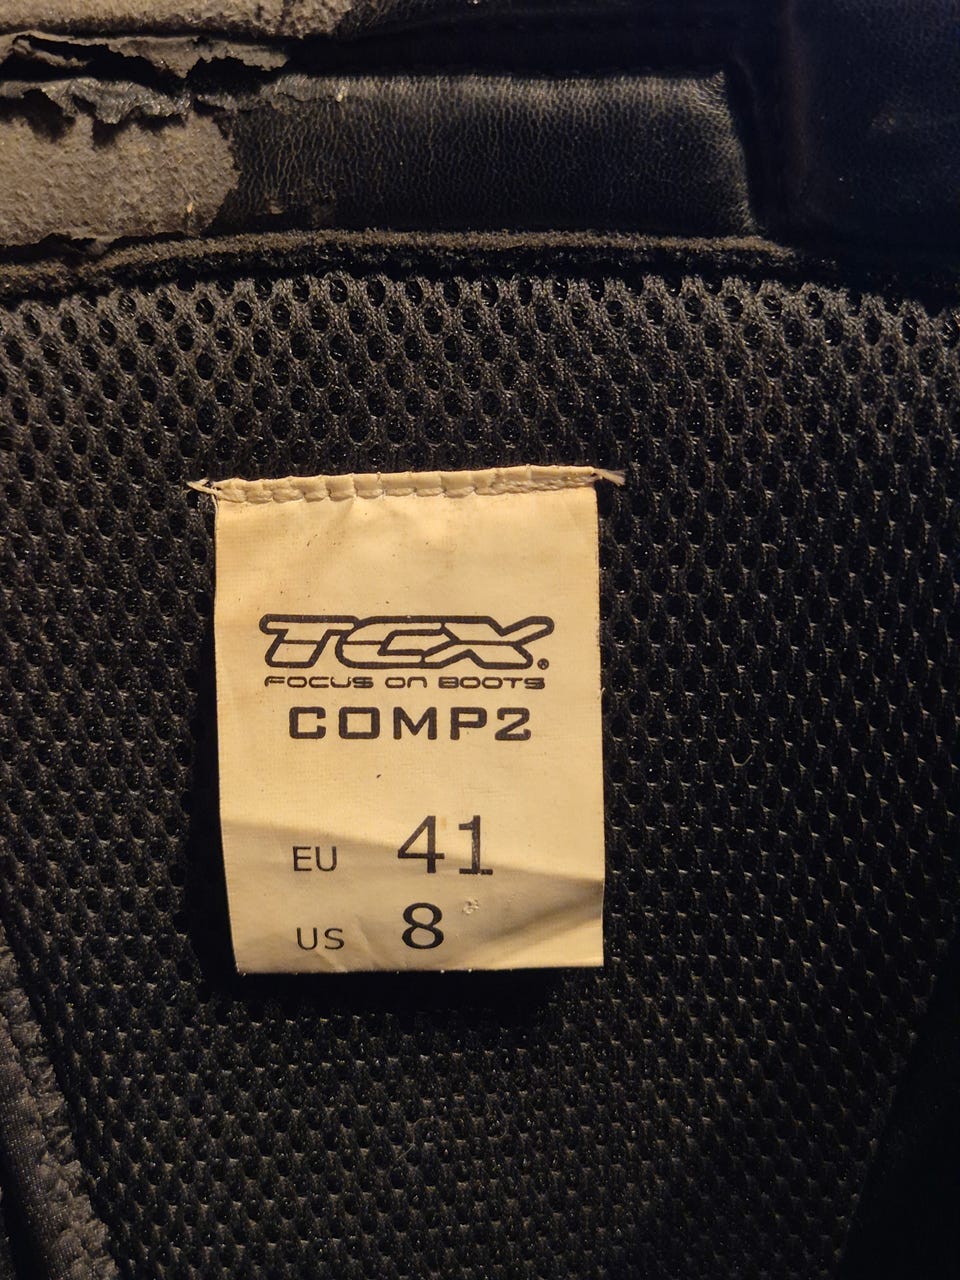 TCX®
FOCUS ON BOOTS
COMP2
EU 41
US 8